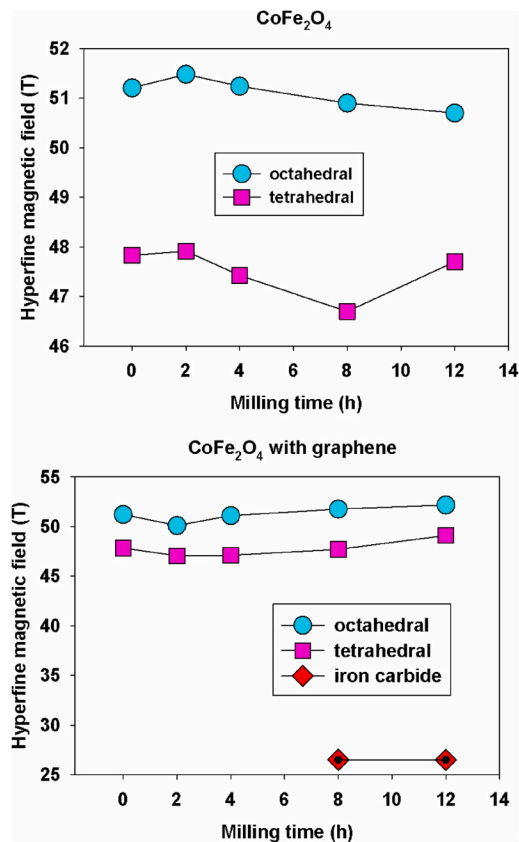 CoFe₂O₄
Hyperfine magnetic field (T)
52
51
50
49
48
47
46
octahedral
tetrahedral
0 2 4 6 8 10 12 14
Milling time (h)
CoFe₂O₄ with graphene
Hyperfine magnetic field (T)
55
50
45
40
35
30
25
octahedral
tetrahedral
iron carbide
0 2 4 6 8 10 12 14
Milling time (h)